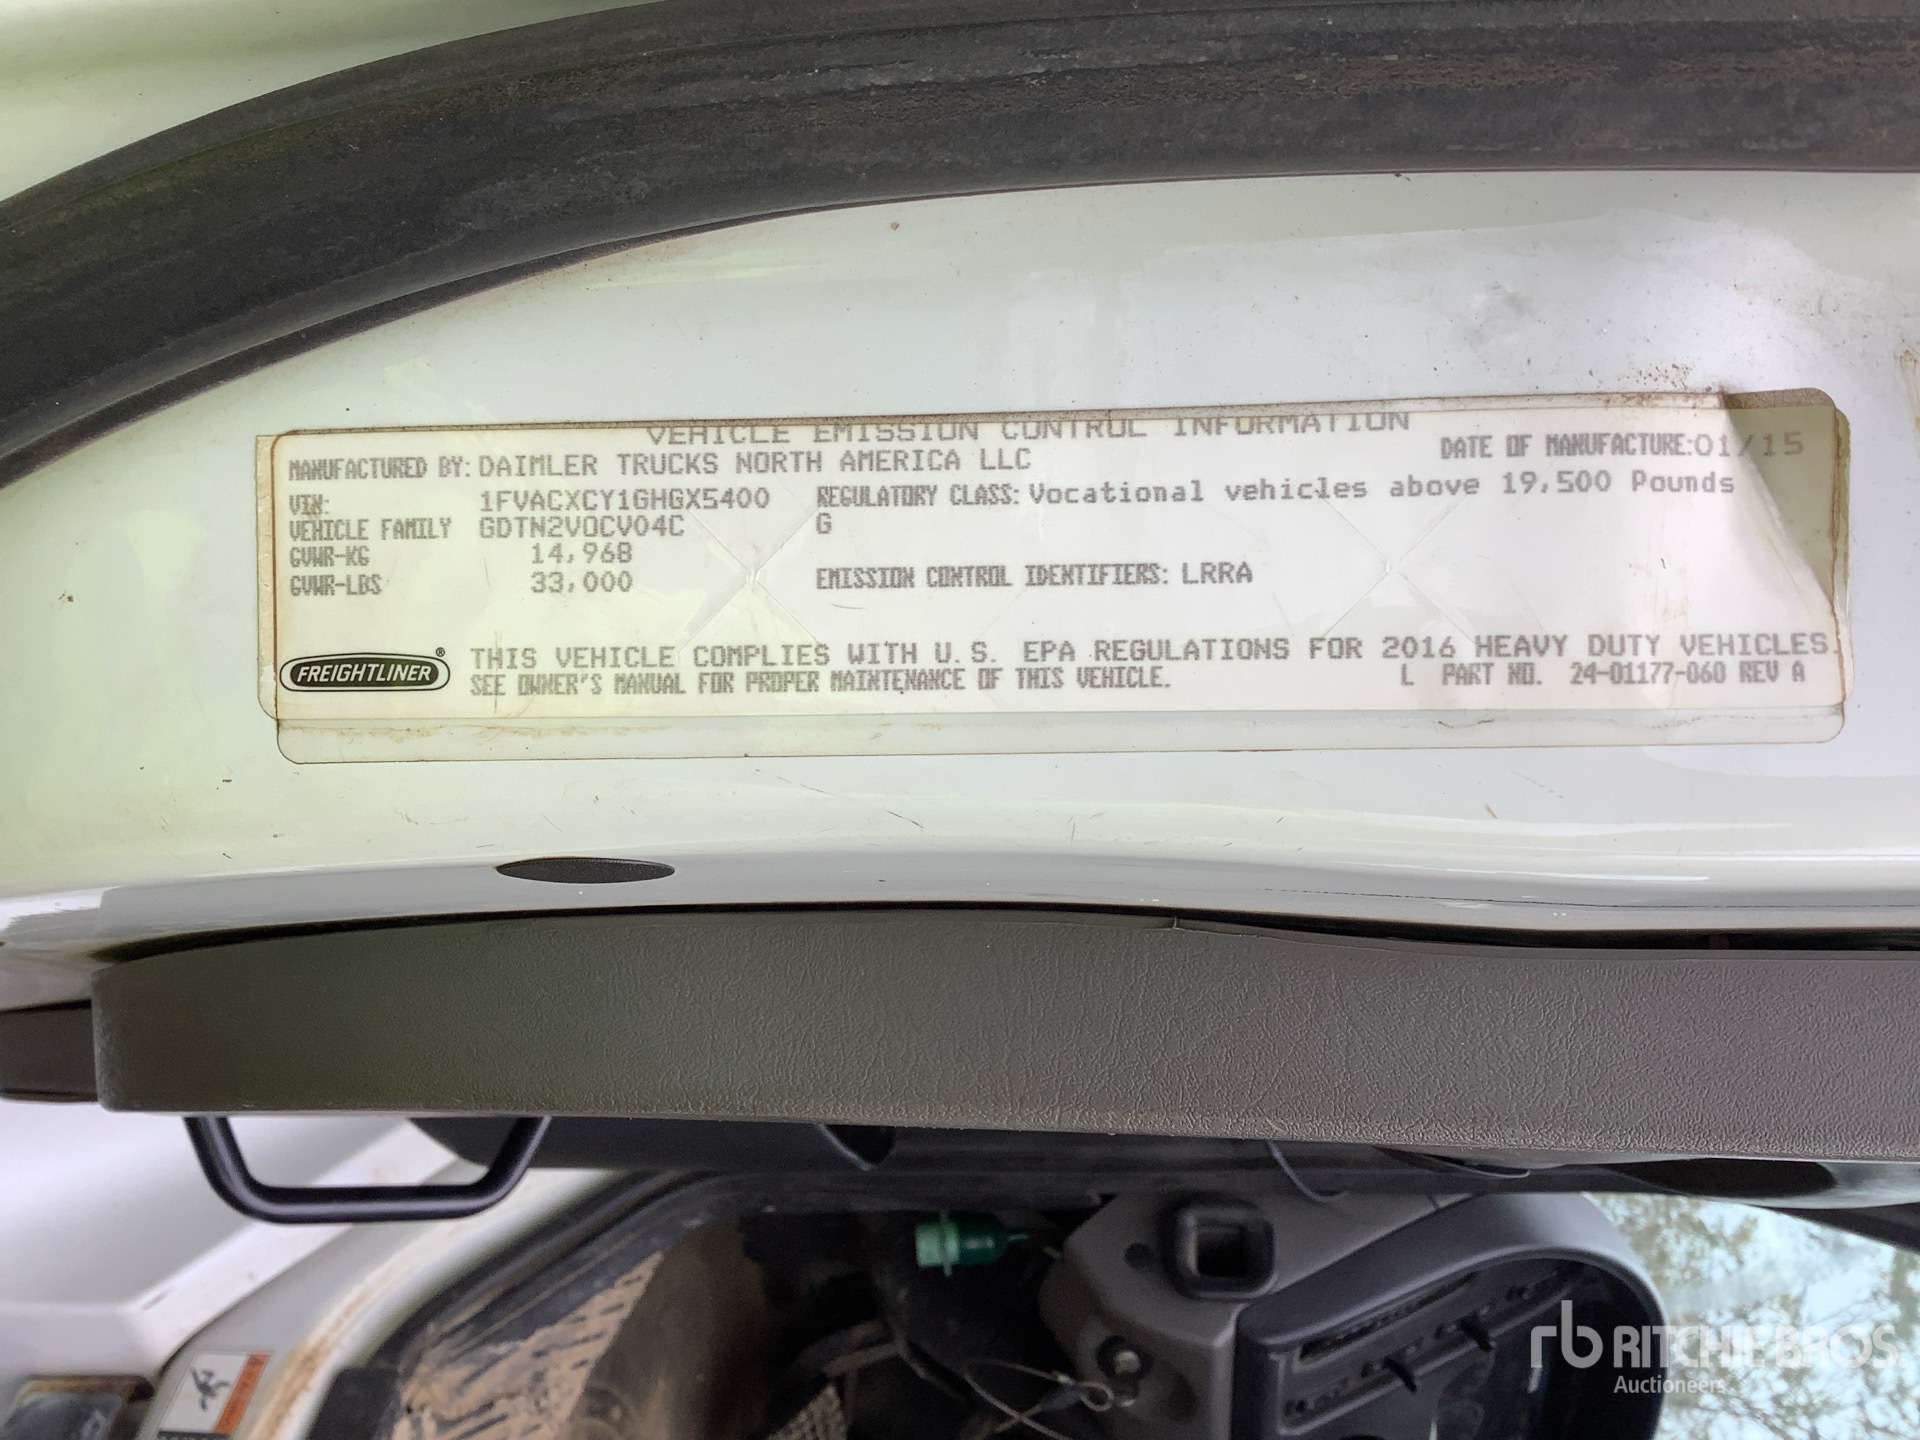 VEHICLE EMISSION CONTROL INFORMATION
DATE OF MANUFACTURE: 01/15
MANUFACTURED BY: DAIMLER TRUCKS NORTH AMERICA LLC
VIN: 1FVACXCY1GHGX5400 REGULATORY CLASS: Vocational vehicles above 19,500 Pounds
VEHICLE FAMILY GDTN2VOCV04C G
GVWR-KG 14,968
GVWR-LBS 33,000 EMISSION CONTROL IDENTIFIERS: LRRA
FREIGHTLINER® THIS VEHICLE COMPLIES WITH U.S. EPA REGULATIONS FOR 2016 HEAVY DUTY VEHICLES.
SEE OWNER'S MANUAL FOR PROPER MAINTENANCE OF THIS VEHICLE. L PART NO. 24-01177-060 REV A
rb RITCHIE BROS.
Auctioneers